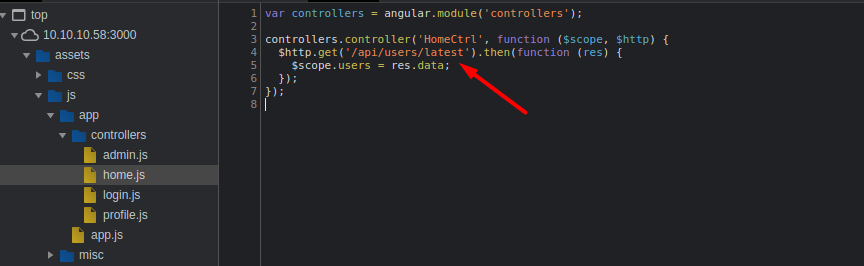 top
10.10.10.58:3000
assets
css
js
app
controllers
admin.js
home.js
login.js
profile.js
app.js
misc
1 var controllers = angular.module('controllers');
2
3 controllers.controller('HomeCtrl', function ($scope, $http) {
4   $http.get('/api/users/latest').then(function (res) {
5     $scope.users = res.data;
6   });
7 });
8